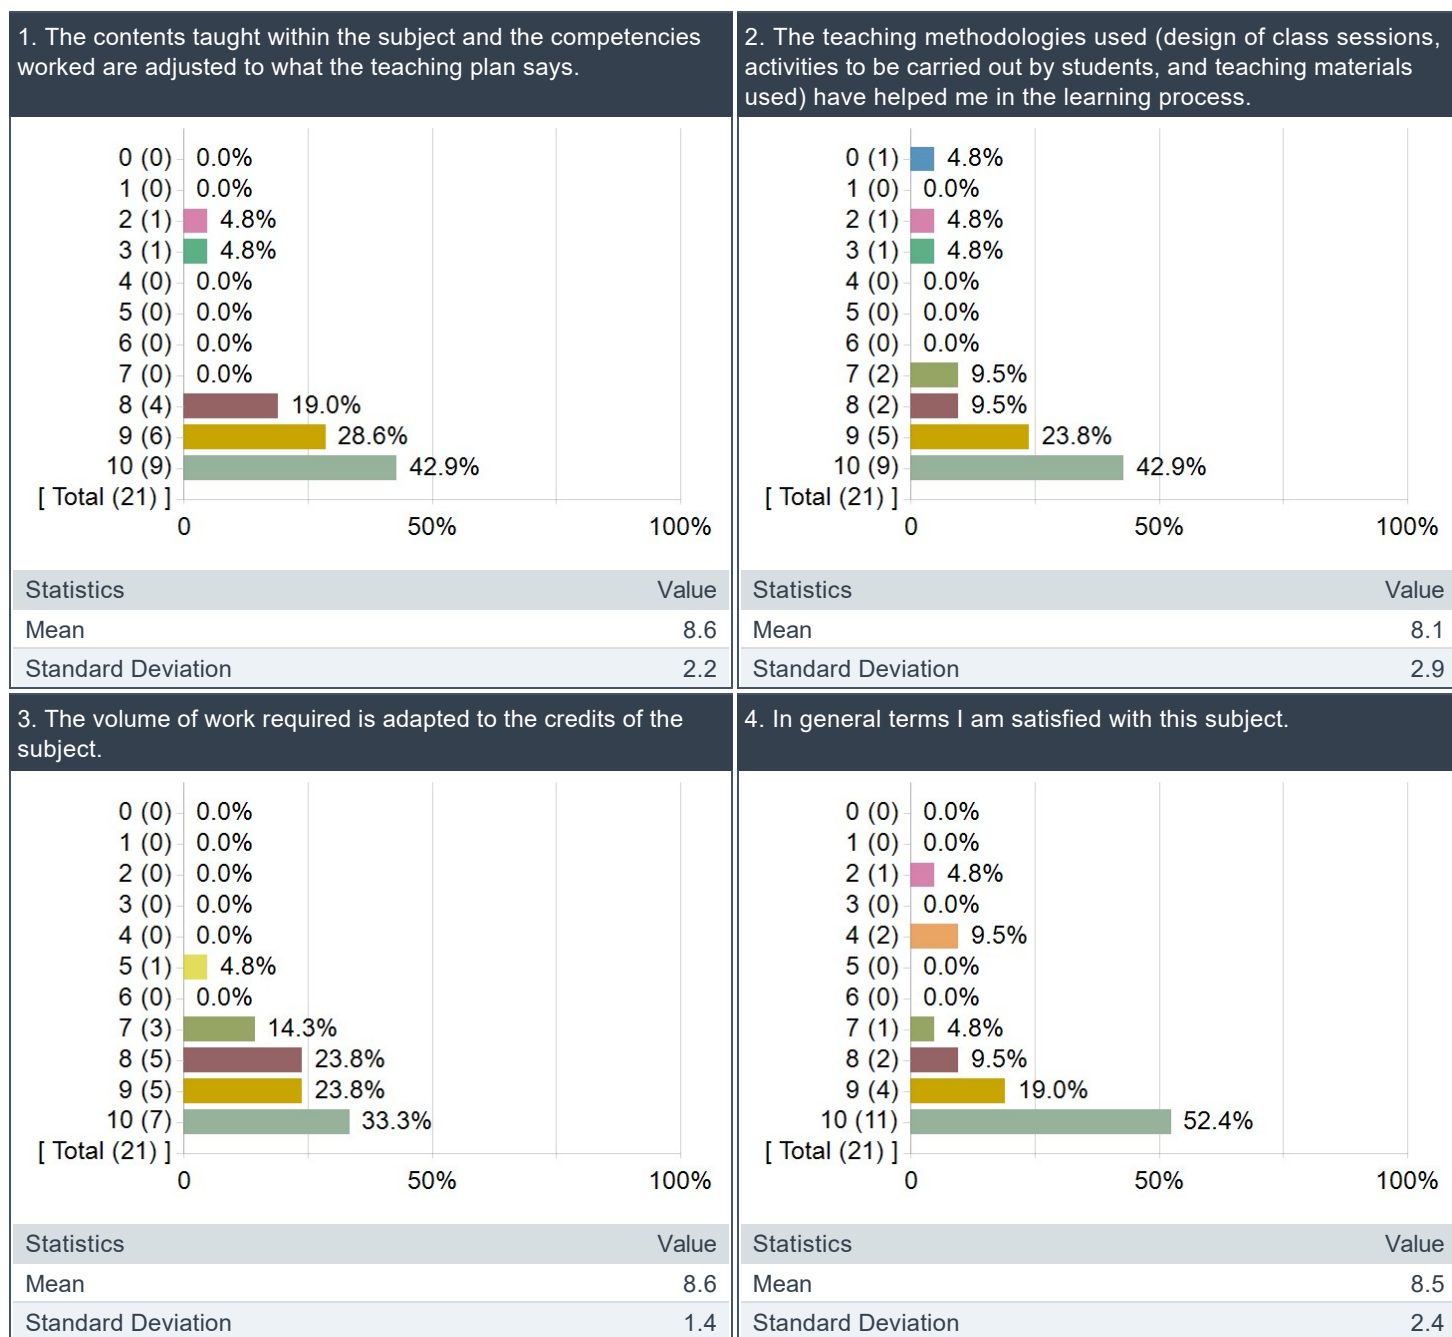 1. The contents taught within the subject and the competencies
worked are adjusted to what the teaching plan says.
0 (0) 0.0%
1 (0) 0.0%
2 (1) 4.8%
3 (1) 4.8%
4 (0) 0.0%
5 (0) 0.0%
6 (0) 0.0%
7 (0) 0.0%
8 (4) 19.0%
9 (6) 28.6%
10 (9) 42.9%
[ Total (21) ]
0 50% 100%
Statistics Value
Mean 8.6
Standard Deviation 2.2
2. The teaching methodologies used (design of class sessions,
activities to be carried out by students, and teaching materials
used) have helped me in the learning process.
0 (1) 4.8%
1 (0) 0.0%
2 (1) 4.8%
3 (1) 4.8%
4 (0) 0.0%
5 (0) 0.0%
6 (0) 0.0%
7 (2) 9.5%
8 (2) 9.5%
9 (5) 23.8%
10 (9) 42.9%
[ Total (21) ]
0 50% 100%
Statistics Value
Mean 8.1
Standard Deviation 2.9
3. The volume of work required is adapted to the credits of the
subject.
0 (0) 0.0%
1 (0) 0.0%
2 (0) 0.0%
3 (0) 0.0%
4 (0) 0.0%
5 (1) 4.8%
6 (0) 0.0%
7 (3) 14.3%
8 (5) 23.8%
9 (5) 23.8%
10 (7) 33.3%
[ Total (21) ]
0 50% 100%
Statistics Value
Mean 8.6
Standard Deviation 1.4
4. In general terms I am satisfied with this subject.
0 (0) 0.0%
1 (0) 0.0%
2 (1) 4.8%
3 (0) 0.0%
4 (2) 9.5%
5 (0) 0.0%
6 (0) 0.0%
7 (1) 4.8%
8 (2) 9.5%
9 (4) 19.0%
10 (11) 52.4%
[ Total (21) ]
0 50% 100%
Statistics Value
Mean 8.5
Standard Deviation 2.4